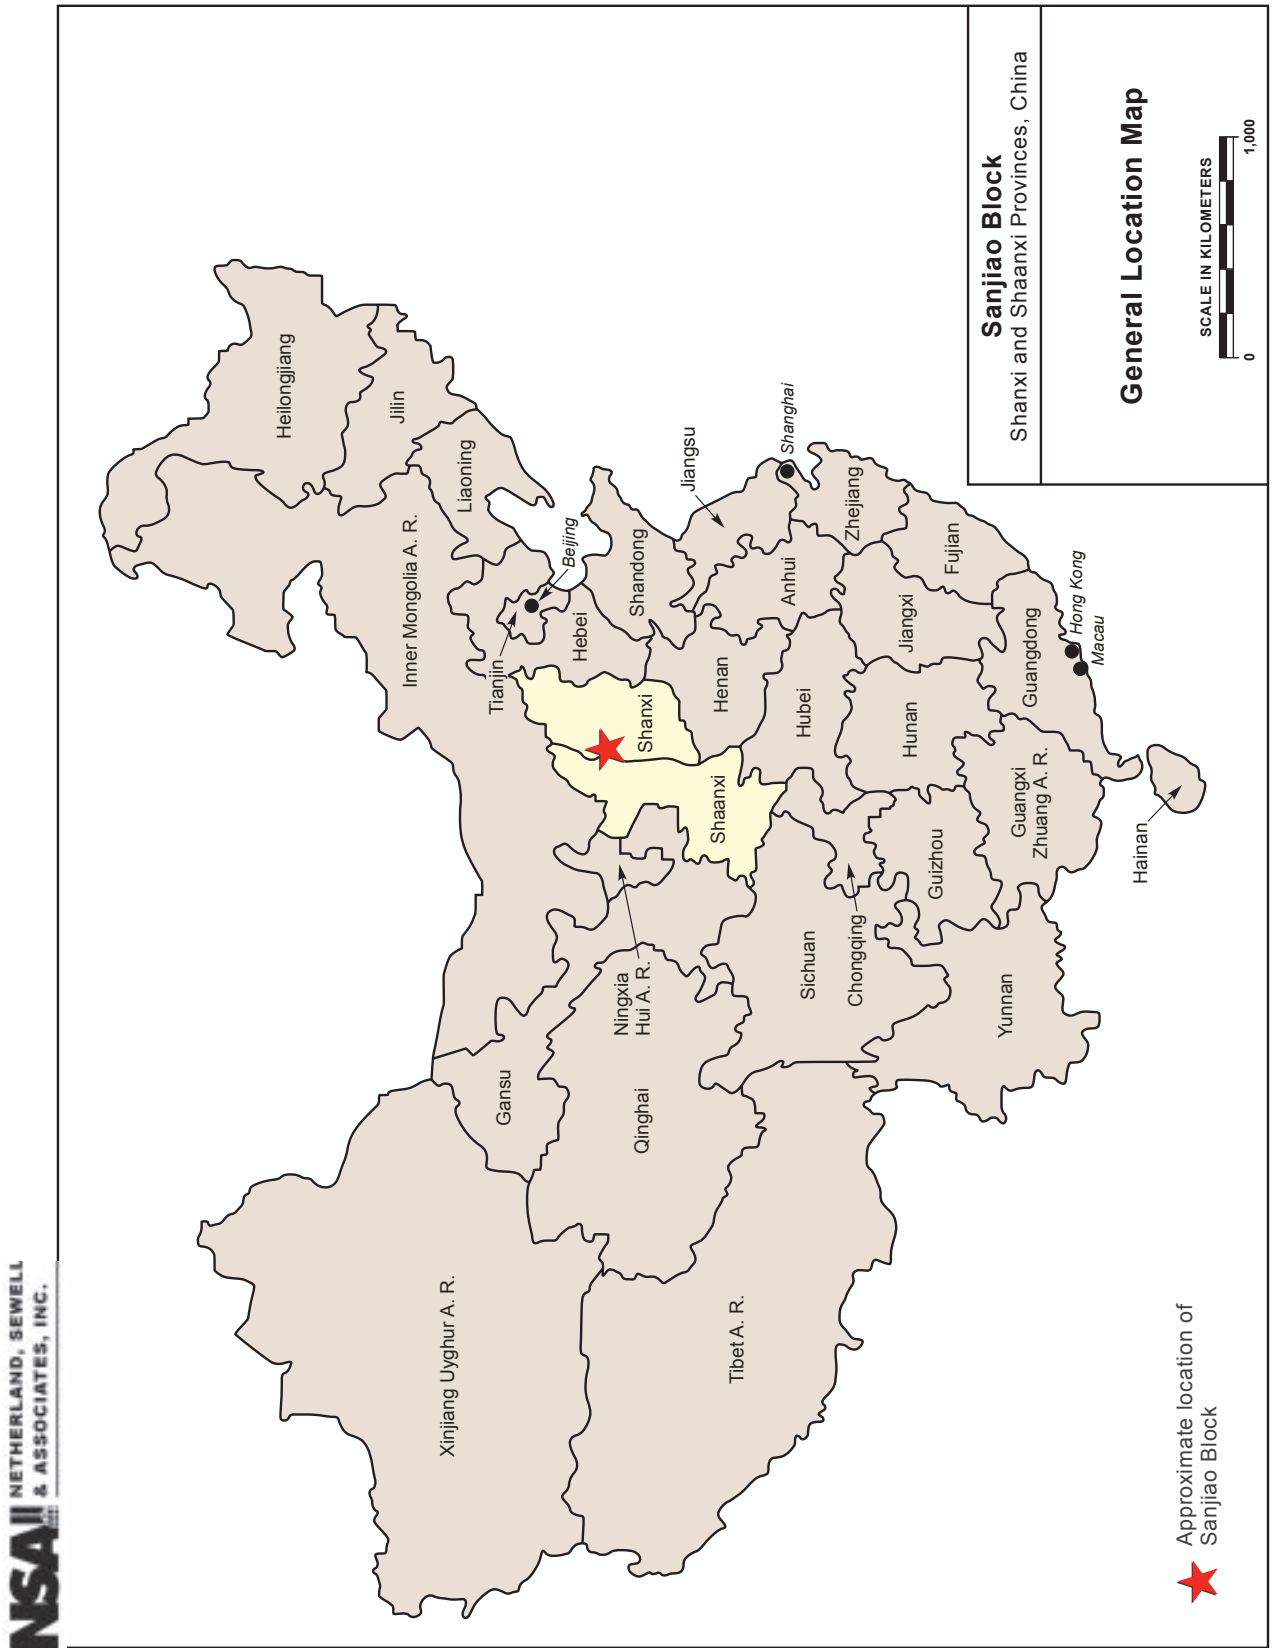 NSAI
NETHERLAND, SEWELL
& ASSOCIATES, INC.
Heilongjiang
Jilin
Liaoning
Inner Mongolia A. R.
Beijing
Tianjin
Hebei
Shandong
Shanxi
Shaanxi
Jiangsu
Shanghai
Henan
Anhui
Zhejiang
Hubei
Jiangxi
Fujian
Hunan
Guangdong
Hong Kong
Macau
Guangxi
Zhuang A. R.
Hainan
Guizhou
Chongqing
Sichuan
Yunnan
Ningxia
Hui A. R.
Gansu
Qinghai
Xinjiang Uyghur A. R.
Tibet A. R.
Approximate location of
Sanjiao Block
Sanjiao Block
Shanxi and Shaanxi Provinces, China
General Location Map
SCALE IN KILOMETERS
0 1,000